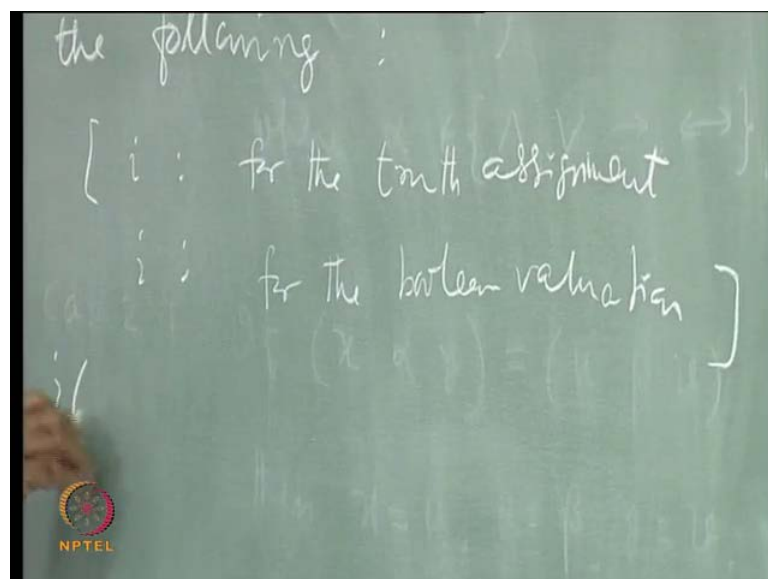 the following :
[ i : for the truth assignment
i : for the boolean valuation ]
i(
NPTEL